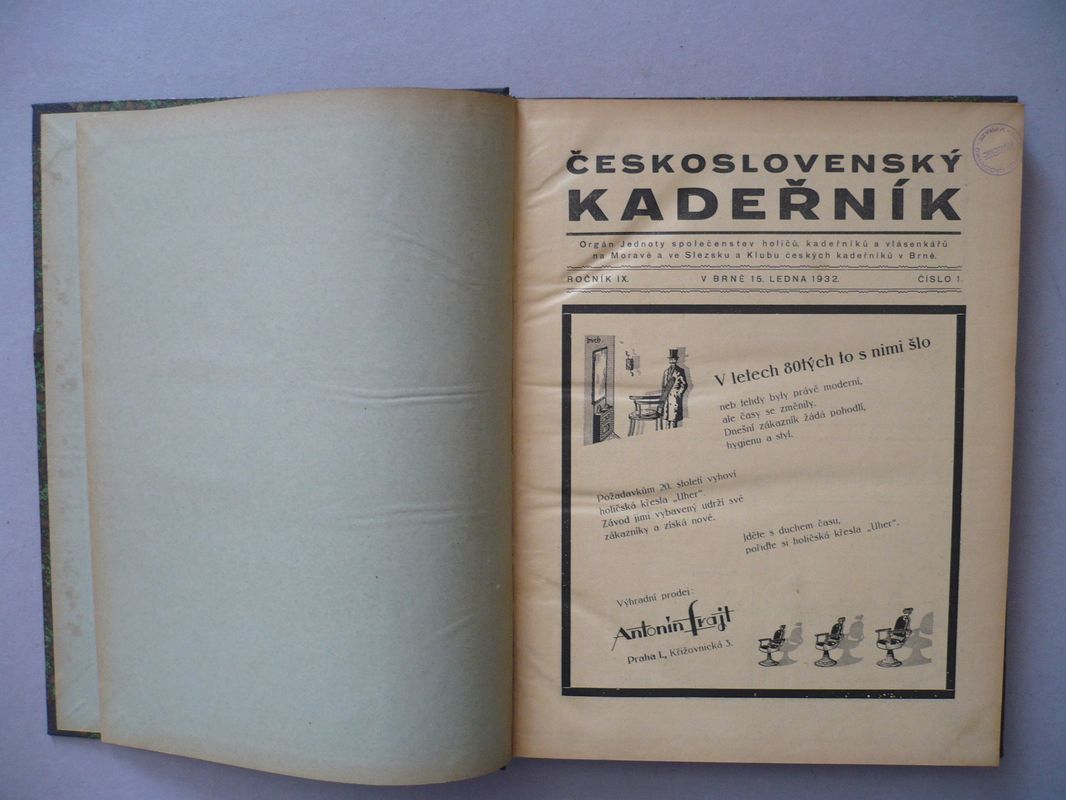 ČESKOSLOVENSKÝ
KADEŘNÍK
Orgán Jednoty společenstev holičů, kadeřníků a vlásenkářů
na Moravě a ve Slezsku a Klubu českých kadeřníků v Brně.
ROČNÍK IX. V BRNĚ 15. LEDNA 1932. ČÍSLO 1.
V letech 80tých to s nimi šlo
neb tehdy byly právě moderní,
ale časy se změnily.
Dnešní zákazník žádá pohodlí,
hygienu a styl.
Požadavkům 20. století vyhoví
holičská křesla „Uher“.
Závod jimi vybavený udrží své
zákazníky a získá nové.
Jděte s duchem času,
pořiďte si holičská křesla „Uher“.
Výhradní prodej:
Antonín Frajt
Praha I., Křižovnická 3.